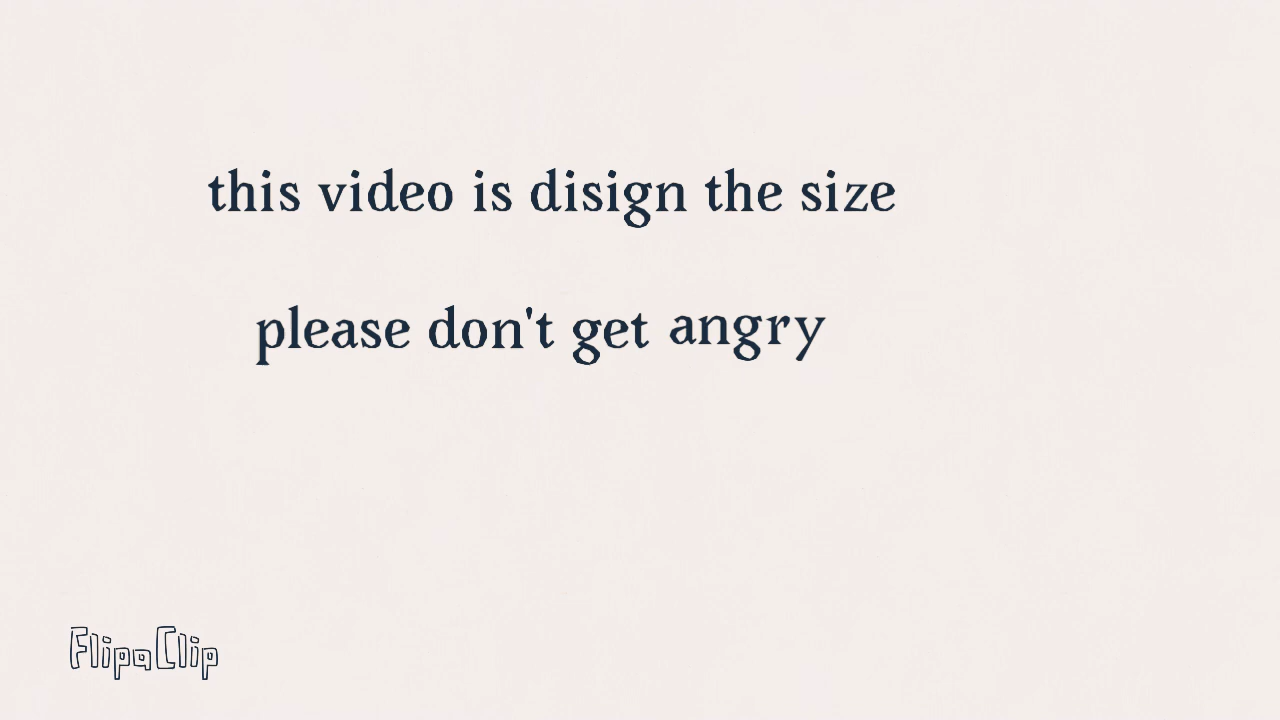 this video is disign the size
please don't get angry
FlipaClip